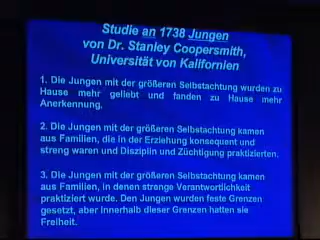 Studie an 1738 Jungen
von Dr. Stanley Coopersmith,
Universität von Kalifornien
1. Die Jungen mit der größeren Selbstachtung wurden zu
Hause mehr geliebt und fanden zu Hause mehr
Anerkennung.
2. Die Jungen mit der größeren Selbstachtung kamen
aus Familien, die in der Erziehung konsequent und
streng waren und Disziplin und Züchtigung praktizierten.
3. Die Jungen mit der größeren Selbstachtung kamen
aus Familien, in denen strenge Verantwortlichkeit
praktiziert wurde. Den Jungen wurden feste Grenzen
gesetzt, aber innerhalb dieser Grenzen hatten sie
Freiheit.